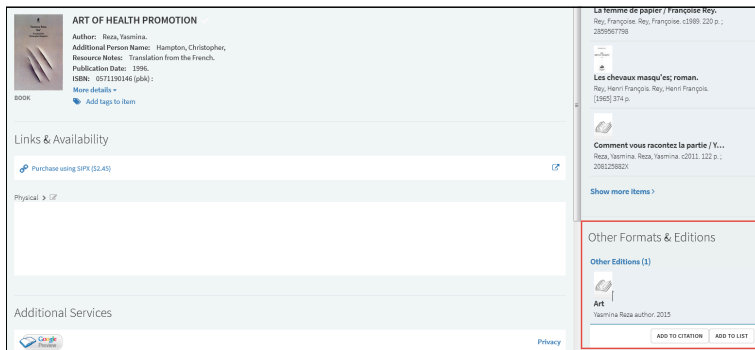 ART OF HEALTH PROMOTION
Author: Reza, Yasmina.
Additional Person Name: Hampton, Christopher,
Resource Notes: Translation from the French.
Publication Date: 1996.
ISBN: 0571190146 (pbk) :
More details
Add tags to item
BOOK
Links & Availability
Purchase using SIPX ($2.45)
Physical >
Additional Services
Google
Preview
Privacy
La femme de papier / Françoise Rey.
Rey, Françoise. Rey, Françoise. c1989. 220 p. ;
2859567798
Les chevaux masqu'es; roman.
Rey, Henri François. Rey, Henri François.
[1965] 374 p.
Comment vous racontez la partie / Y...
Reza, Yasmina. Reza, Yasmina. c2011. 122 p. ;
208125882X
Show more items >
Other Formats & Editions
Other Editions (1)
Art
Yasmina Reza author. 2015
ADD TO CITATION
ADD TO LIST